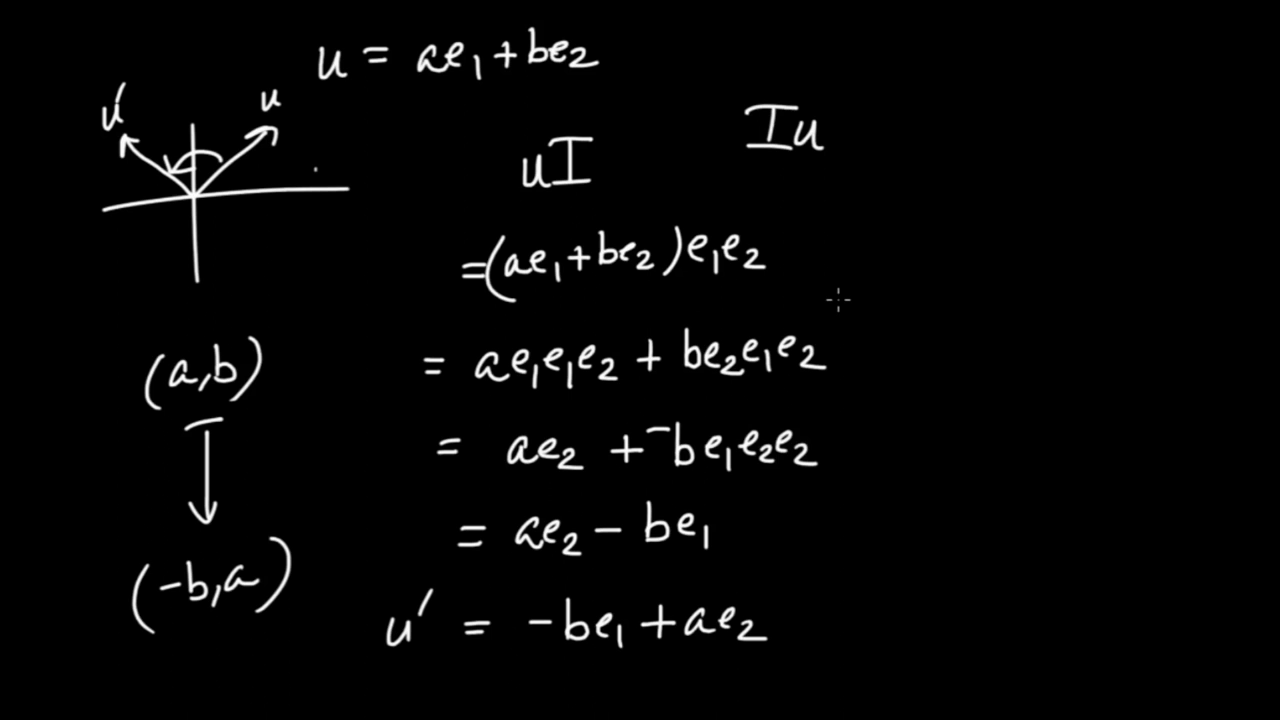 u = ae₁ + be₂
u′ u
uI Iu
=(ae₁ + be₂)e₁e₂
(a,b)
= ae₁e₁e₂ + be₂e₁e₂
= ae₂ + ⁻be₁e₂e₂
= ae₂ − be₁
(-b,a)
u′ = -be₁ + ae₂